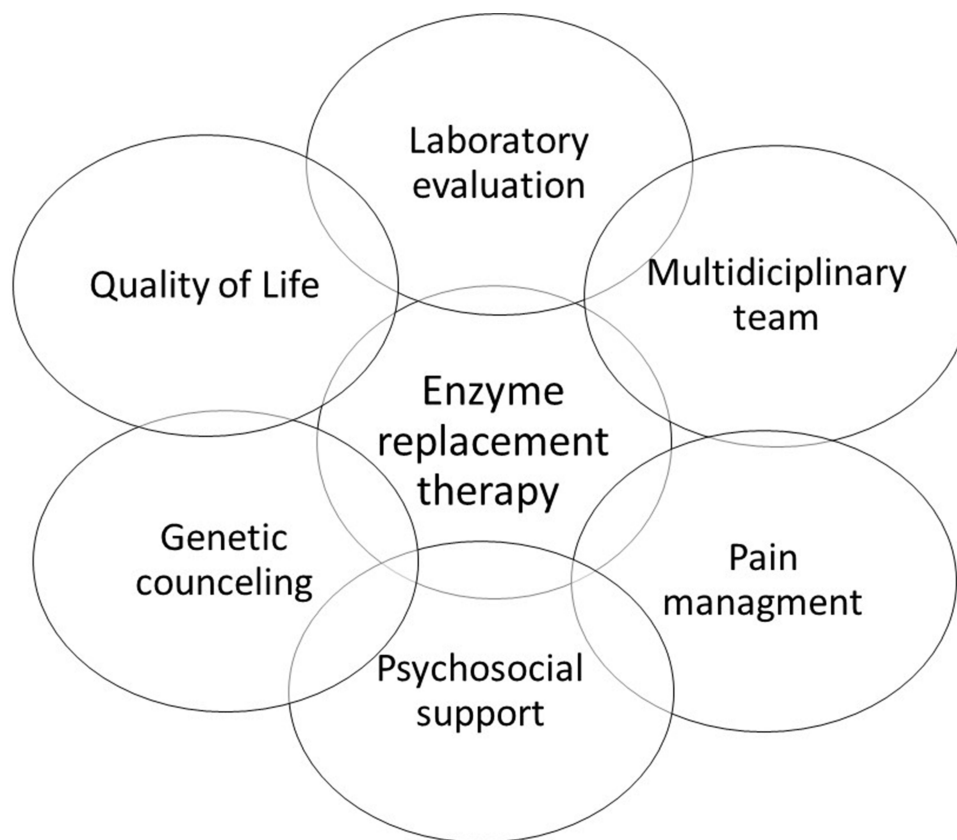 Laboratory
evaluation
Quality of Life
Multidiciplinary
team
Enzyme
replacement
therapy
Genetic
counceling
Pain
managment
Psychosocial
support